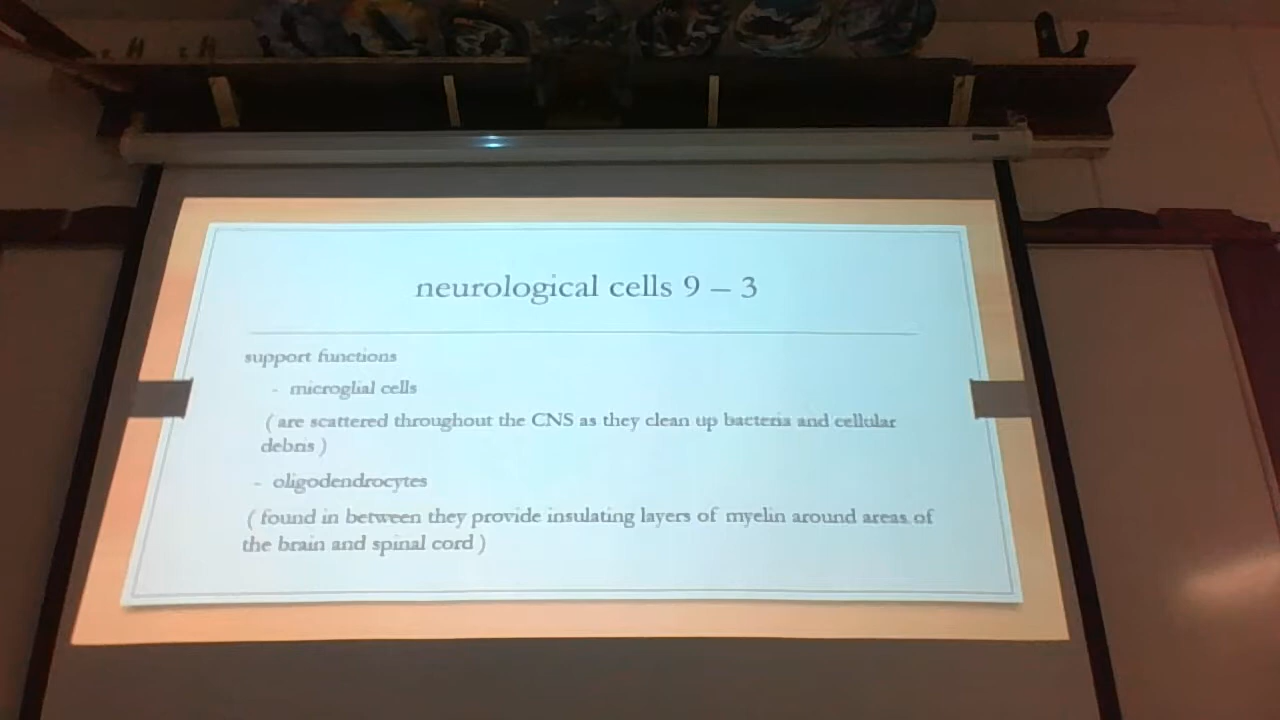 neurological cells 9 – 3
support functions
- microglial cells
( are scattered throughout the CNS as they clean up bacteria and cellular
debris )
- oligodendrocytes
( found in between they provide insulating layers of myelin around areas of
the brain and spinal cord )